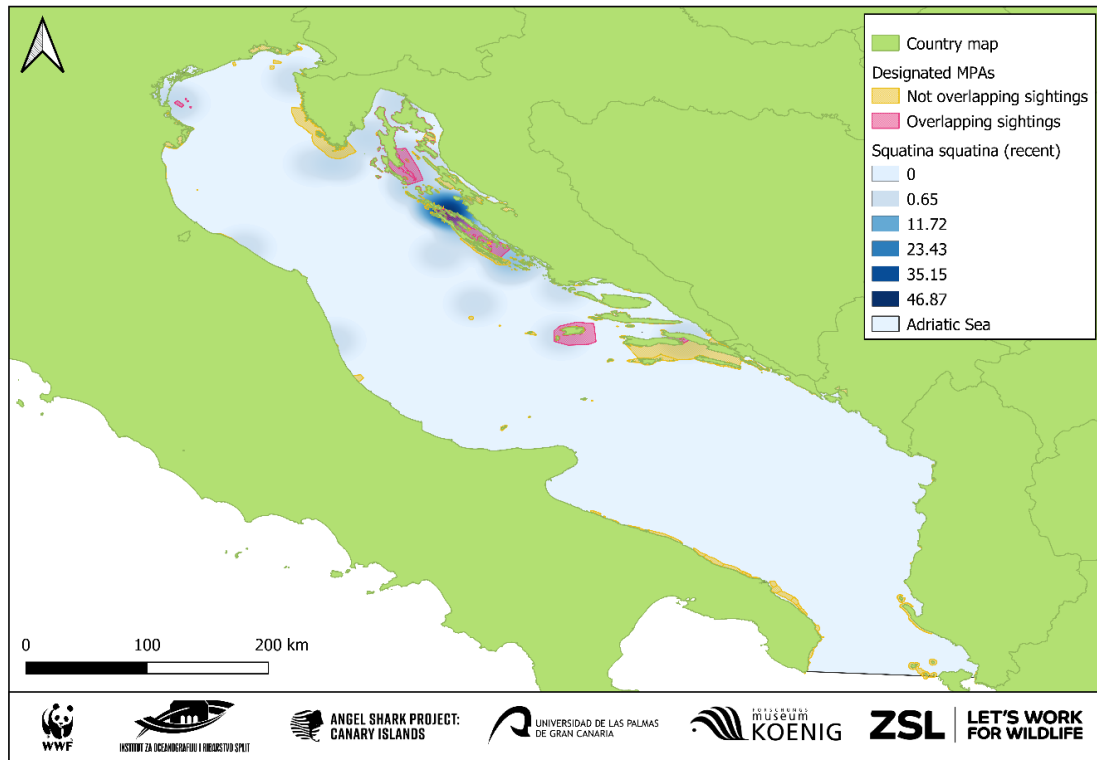 Country map
Designated MPAs
Not overlapping sightings
Overlapping sightings
Squatina squatina (recent)
0
0.65
11.72
23.43
35.15
46.87
Adriatic Sea
0 100 200 km
WWF
INSTITUT ZA OCEANOGRAFIJU I RIBARSTVO SPLIT
ANGEL SHARK PROJECT:
CANARY ISLANDS
UNIVERSIDAD DE LAS PALMAS
DE GRAN CANARIA
FORSCHUNGS
museum
KOENIG
ZSL
LET'S WORK
FOR WILDLIFE